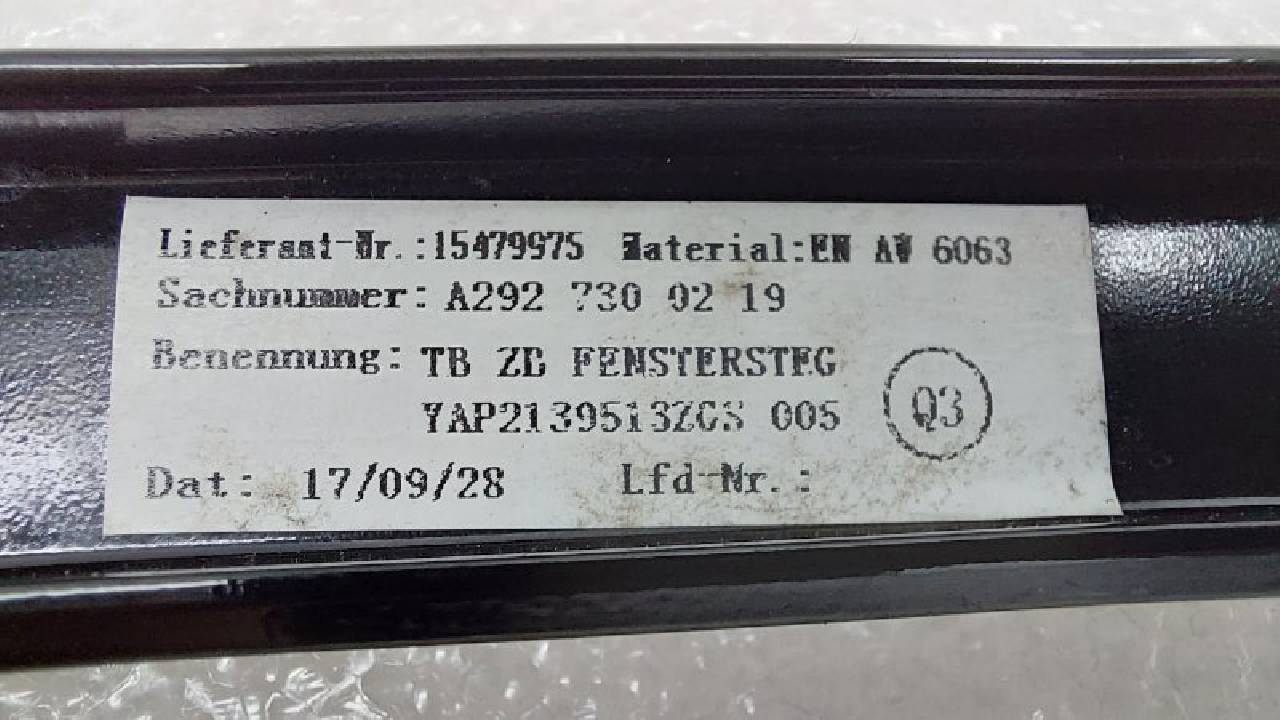 Lieferant-Nr.:15479975 Material:EN AW 6063
Sachnummer: A292 730 02 19
Benennung: TB ZB FENSTERSTEG
YAP2139513ZGS 005
Q3
Dat: 17/09/28 Lfd-Nr.: